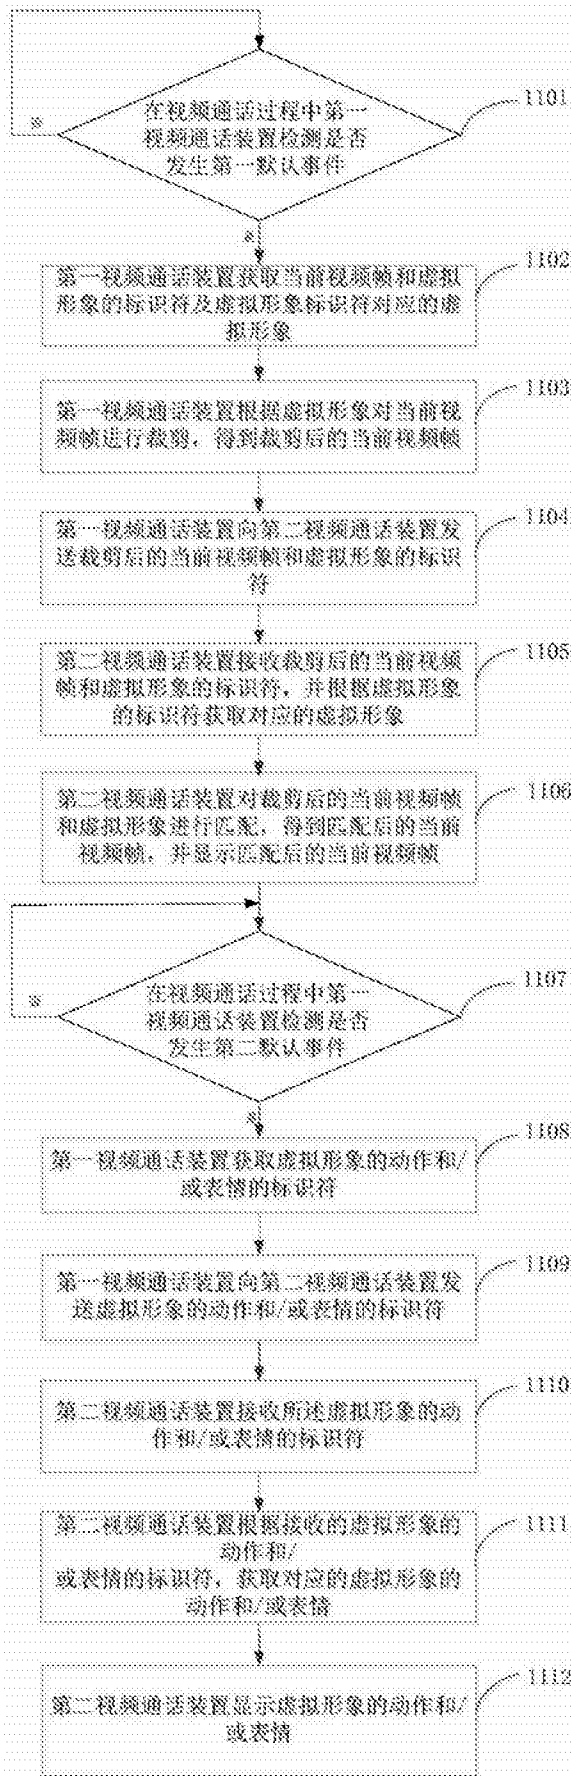 在视频通话过程中第一
视频通话装置检测是否
发生第一默认事件
1101
1102
第一视频通话装置获取当前视频帧和虚拟
形象的标识符及虚拟形象标识符对应的虚
拟形象
1103
第一视频通话装置根据虚拟形象对当前视
频帧进行裁剪，得到裁剪后的当前视频帧
1104
第一视频通话装置向第二视频通话装置发
送裁剪后的当前视频帧和虚拟形象的标识
符
1105
第二视频通话装置接收裁剪后的当前视频
帧和虚拟形象的标识符，并根据虚拟形象
的标识符获取对应的虚拟形象
1106
第二视频通话装置对裁剪后的当前视频帧
和虚拟形象进行匹配，得到匹配后的当前
视频帧，并显示匹配后的当前视频帧
1107
在视频通话过程中第一
视频通话装置检测是否
发生第二默认事件
1108
第一视频通话装置获取虚拟形象的动作和/
或表情的标识符
1109
第一视频通话装置向第二视频通话装置发
送虚拟形象的动作和/或表情的标识符
1110
第二视频通话装置接收所述虚拟形象的动
作和/或表情的标识符
1111
第二视频通话装置根据接收的虚拟形象的
动作和/
或表情的标识符，获取对应的虚拟形象的
动作和/或表情
1112
第二视频通话装置显示虚拟形象的动作和/
或表情